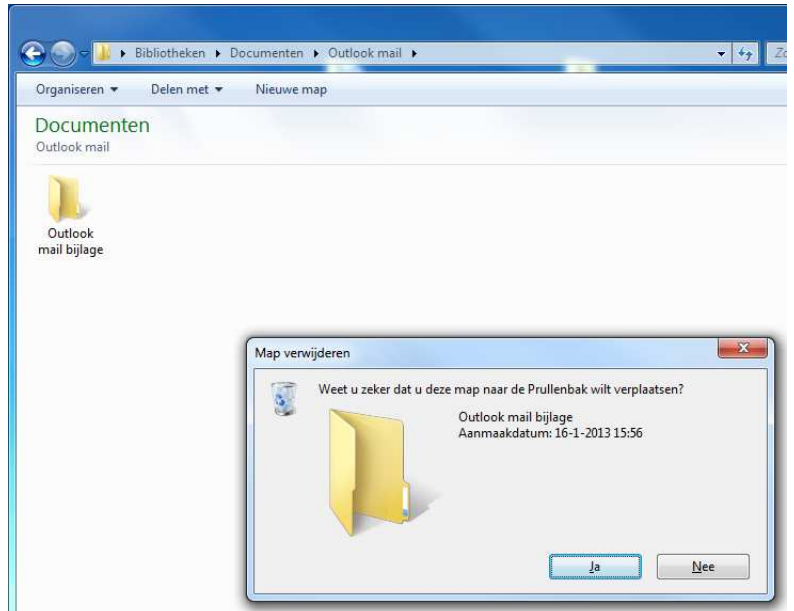 Bibliotheken Documenten Outlook mail
Organiseren Delen met Nieuwe map
Documenten
Outlook mail
Outlook
mail bijlage
Map verwijderen
Weet u zeker dat u deze map naar de Prullenbak wilt verplaatsen?
Outlook mail bijlage
Aanmaakdatum: 16-1-2013 15:56
Ja Nee